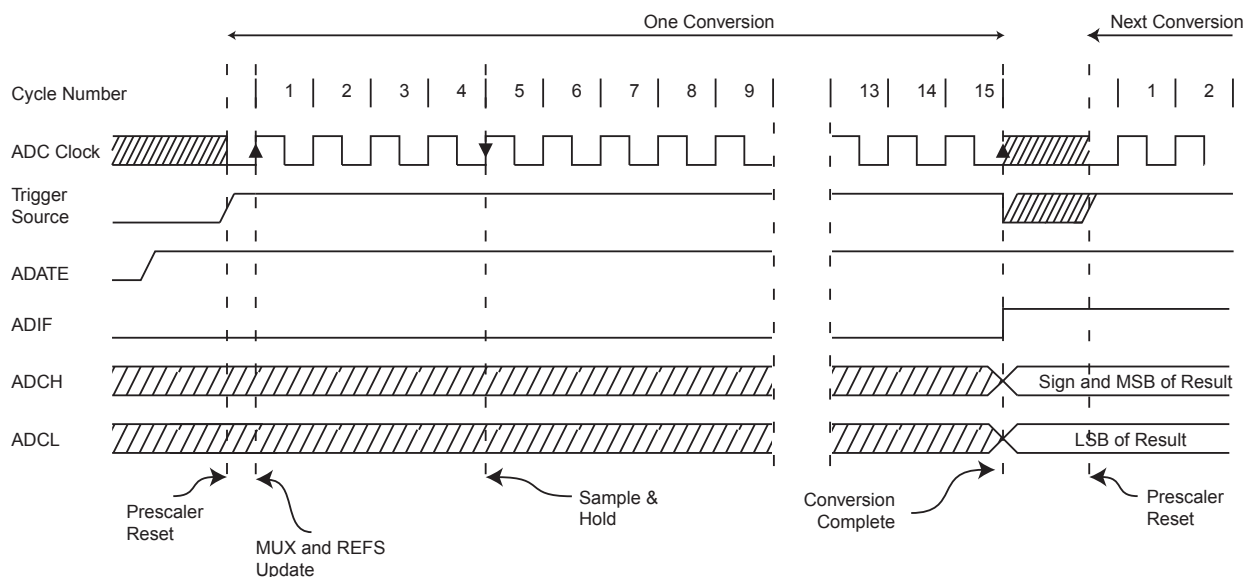 One Conversion
Next Conversion
Cycle Number
1 2 3 4 5 6 7 8 9 13 14 15 1 2
ADC Clock
Trigger
Source
ADATE
ADIF
ADCH
Sign and MSB of Result
ADCL
LSB of Result
Prescaler
Reset
MUX and REFS
Update
Sample &
Hold
Conversion
Complete
Prescaler
Reset